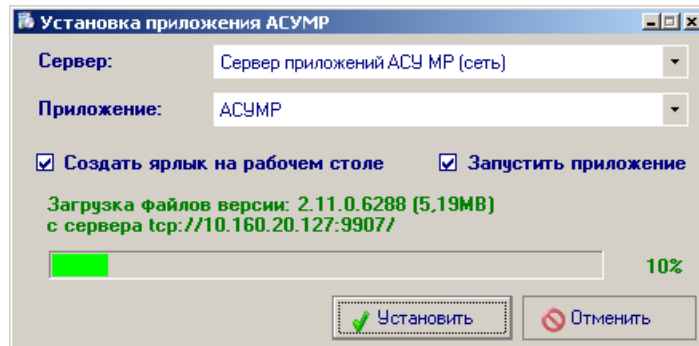 Установка приложения АСУМР
Сервер: Сервер приложений АСУ МР (сеть)
Приложение: АСУМР
Создать ярлык на рабочем столе Запустить приложение
Загрузка файлов версии: 2.11.0.6288 (5,19MB)
с сервера tcp://10.160.20.127:9907/
10%
Установить Отменить